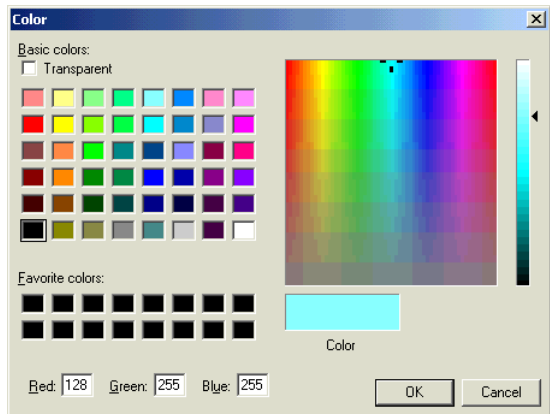 Color
Basic colors:
Transparent
Favorite colors:
Color
Red: 128 Green: 255 Blue: 255
OK Cancel